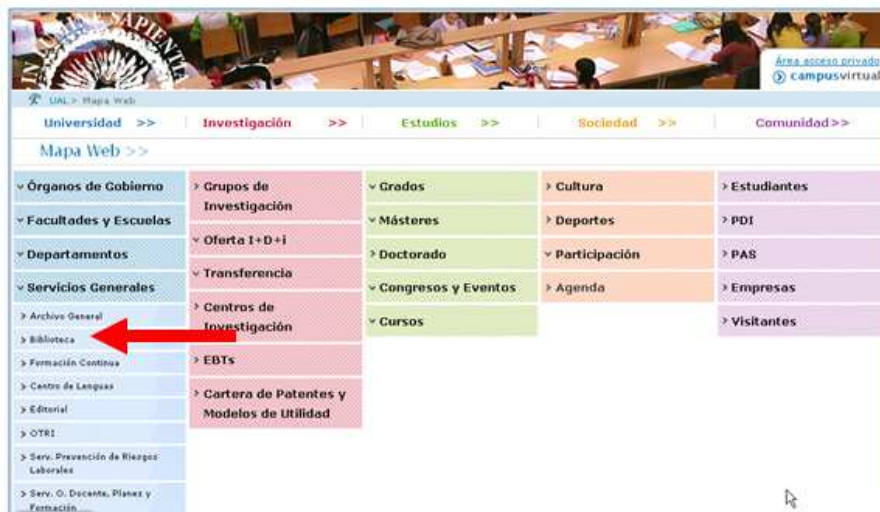 IN LUMINE SAPIENTIA
Área acceso privado
campusvirtual
UAL > Mapa Web
Universidad >> Investigación >> Estudios >> Sociedad >> Comunidad >>
Mapa Web >>
Órganos de Gobierno
Facultades y Escuelas
Departamentos
Servicios Generales
> Archivo General
> Biblioteca
> Formación Continua
> Centro de Lenguas
> Editorial
> OTRI
> Serv. Prevención de Riesgos
Laborales
> Serv. O. Docente, Planes y
Formación
> Grupos de
Investigación
Oferta I+D+i
Transferencia
> Centros de
Investigación
> EBTs
> Cartera de Patentes y
Modelos de Utilidad
Grados
Másteres
> Doctorado
Congresos y Eventos
Cursos
> Cultura
> Deportes
Participación
> Agenda
> Estudiantes
> PDI
> PAS
> Empresas
> Visitantes